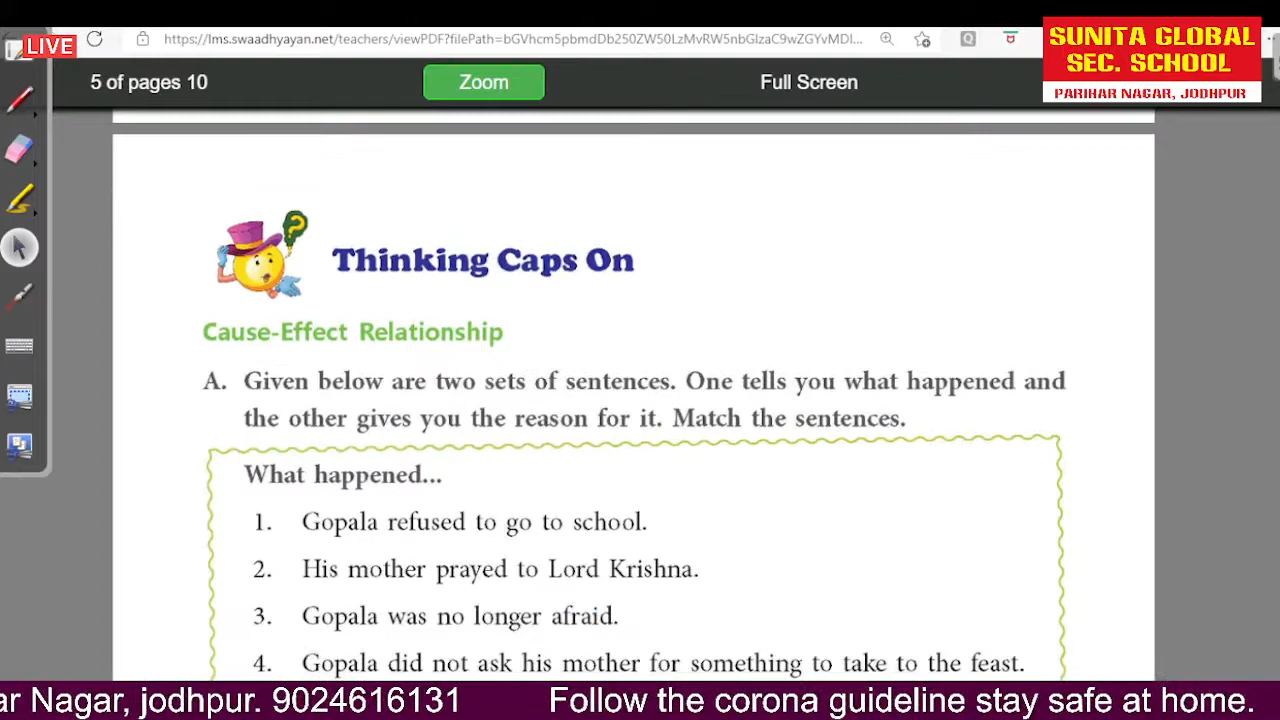 LIVE
https://lms.swaadhyayan.net/teachers/viewPDF?filePath=bGVhcm5pbmdDb250ZW50LzMvRW5nbGlzaC9wZGYvMDl...
SUNITA GLOBAL
SEC. SCHOOL
PARIHAR NAGAR, JODHPUR
5 of pages 10
Zoom
Full Screen
Thinking Caps On
Cause-Effect Relationship
A. Given below are two sets of sentences. One tells you what happened and
the other gives you the reason for it. Match the sentences.
What happened...
1. Gopala refused to go to school.
2. His mother prayed to Lord Krishna.
3. Gopala was no longer afraid.
4. Gopala did not ask his mother for something to take to the feast.
ar Nagar, jodhpur. 9024616131 Follow the corona guideline stay safe at home.